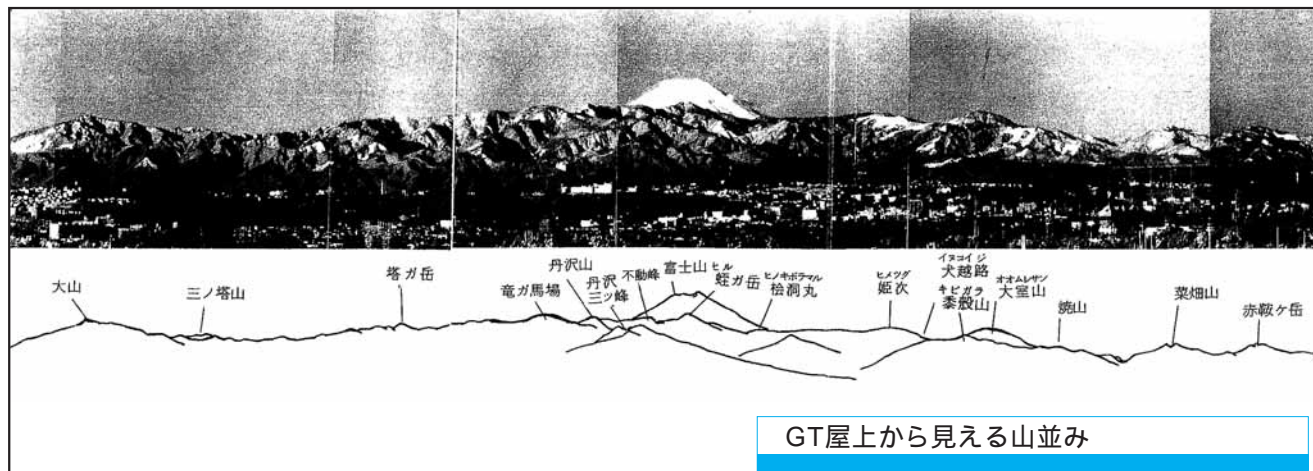 大山
三ノ塔山
塔ガ岳
竜ガ馬場
丹沢山
丹沢
三ッ峰
不動峰
富士山
ヒル
蛭ガ岳
ヒノキボラマル
桧洞丸
ヒメツグ
姫次
イヌコイジ
犬越路
キビガラ
黍殻山
オオムレサン
大室山
焼山
菜畑山
赤鞍ヶ岳
GT屋上から見える山並み